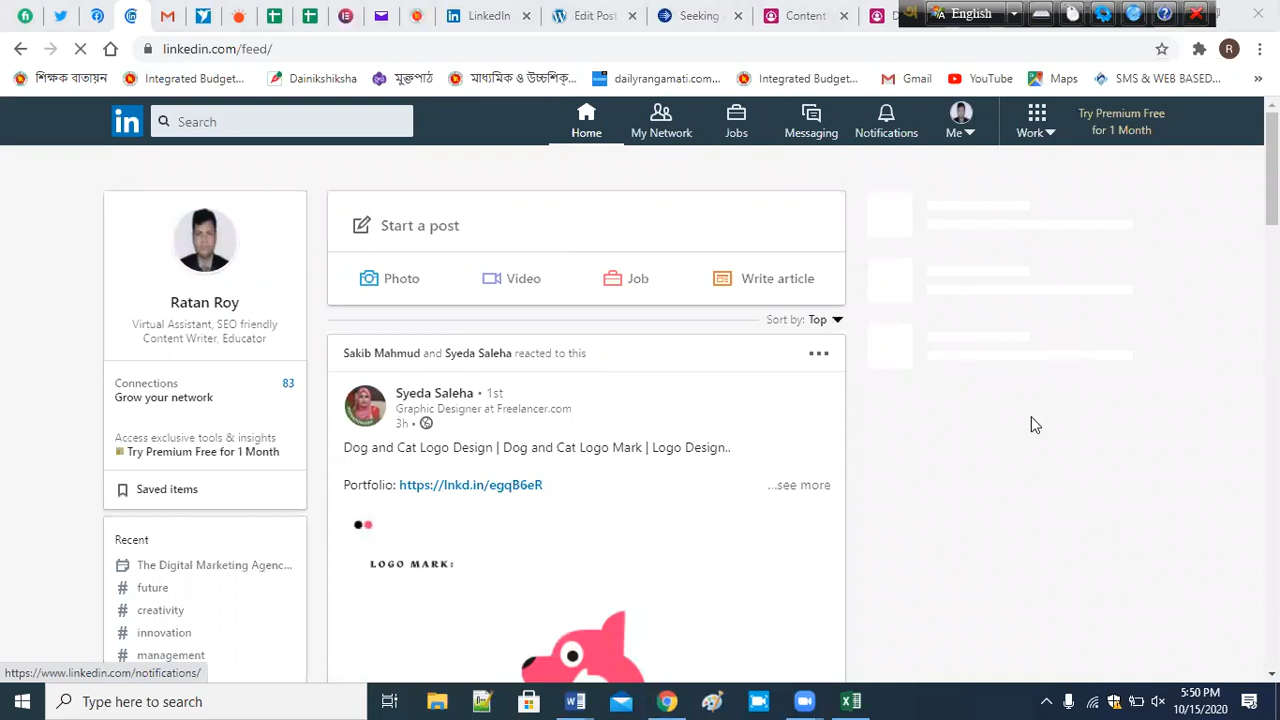 LinkedIn
Edit Post
Seeking
Content
English
R
linkedin.com/feed/
শিক্ষক বাতায়ন
Integrated Budget...
Dainikshiksha
মুক্তপাঠ
মাধ্যমিক ও উচ্চশিক্...
dailyrangamati.com...
Integrated Budget...
Gmail
YouTube
Maps
SMS & WEB BASED...
»
in
Search
Home
My Network
Jobs
Messaging
Notifications
Me
Work
Try Premium Free
for 1 Month
Ratan Roy
Virtual Assistant, SEO friendly
Content Writer, Educator
Connections 83
Grow your network
Access exclusive tools & insights
Try Premium Free for 1 Month
Saved items
Recent
The Digital Marketing Agenc...
# future
# creativity
# innovation
# management
Start a post
Photo
Video
Job
Write article
Sort by: Top
Sakib Mahmud and Syeda Saleha reacted to this
Syeda Saleha • 1st
Graphic Designer at Freelancer.com
3h •
Dog and Cat Logo Design | Dog and Cat Logo Mark | Logo Design..
Portfolio: https://lnkd.in/egqB6eR
...see more
LOGO MARK:
https://www.linkedin.com/notifications/
Type here to search
5:50 PM
10/15/2020